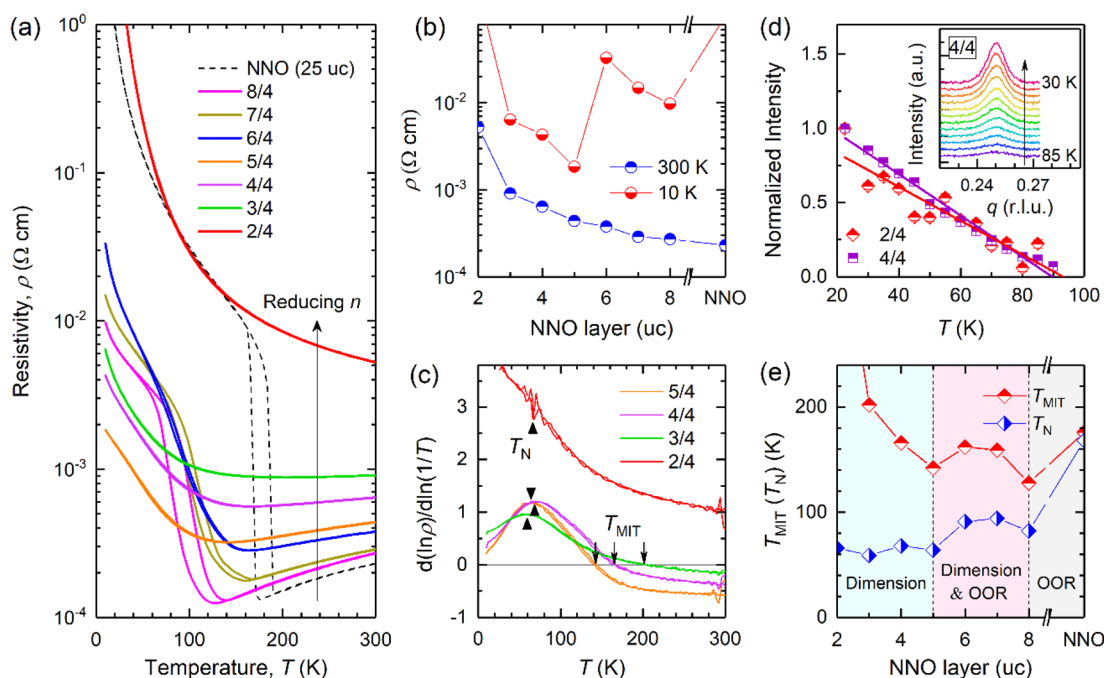 (a)
10^0
10^-1
10^-2
10^-3
10^-4
Resistivity, ρ (Ω cm)
NNO (25 uc)
8/4
7/4
6/4
5/4
4/4
3/4
2/4
Reducing n
0
100
200
300
Temperature, T (K)
(b)
10^-2
10^-3
10^-4
ρ (Ω cm)
300 K
10 K
2
4
6
8
NNO
NNO layer (uc)
(c)
3
2
1
0
-1
d(lnρ)/dln(1/T)
5/4
4/4
3/4
2/4
T_N
T_MIT
0
100
200
300
T (K)
(d)
1.5
1.0
0.5
0.0
Normalized Intensity
4/4
Intensity (a.u.)
30 K
85 K
0.24
0.27
q (r.l.u.)
2/4
4/4
20
40
60
80
100
T (K)
(e)
200
100
0
T_MIT (T_N) (K)
T_MIT
T_N
Dimension
Dimension
& OOR
OOR
2
4
6
8
NNO
NNO layer (uc)